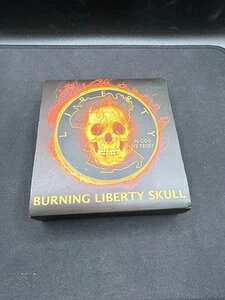 LIBERTY
IN GOD
WE TRUST
BURNING LIBERTY SKULL